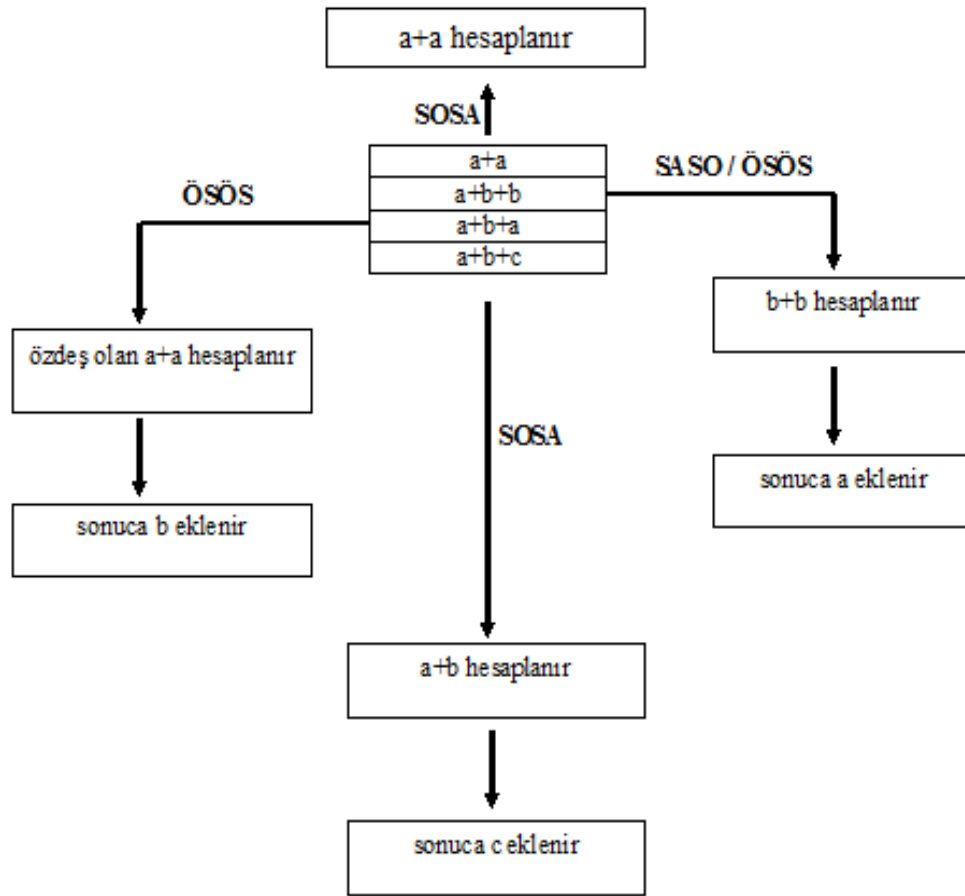 a+a hesaplanır
SOSA
a+a
SASO / ÖSÖS
a+b+b
ÖSÖS
a+b+a
a+b+c
b+b hesaplanır
özdeş olan a+a hesaplanır
SOSA
sonuca a eklenir
sonuca b eklenir
a+b hesaplanır
sonuca c eklenir